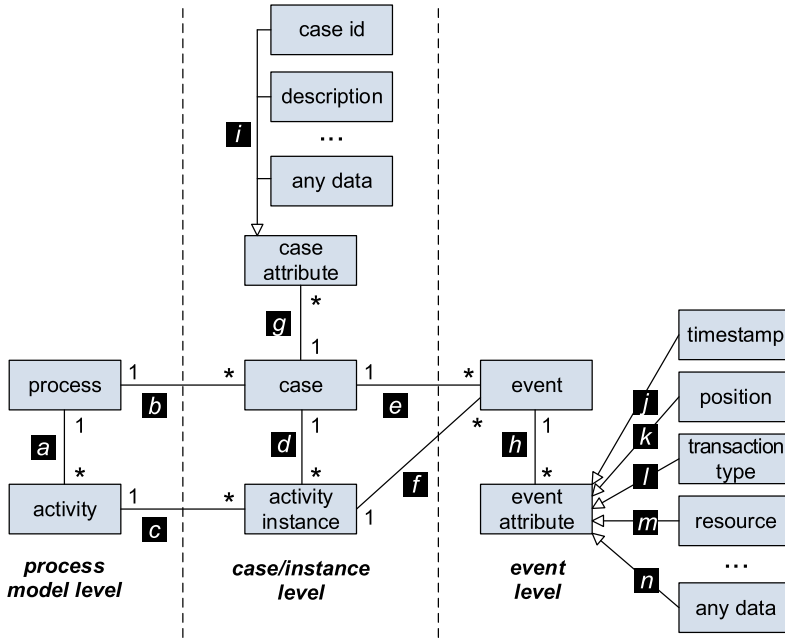 case id
description
...
any data
i
case
attribute
*
g
1
timestamp
process
1
b
*
case
1
e
*
event
j
position
a
1
d
1
*
h
1
k
transaction
type
l
*
*
f
*
activity
1
c
*
activity
instance
1
event
attribute
m
resource
...
n
any data
process
model level
case/instance
level
event
level